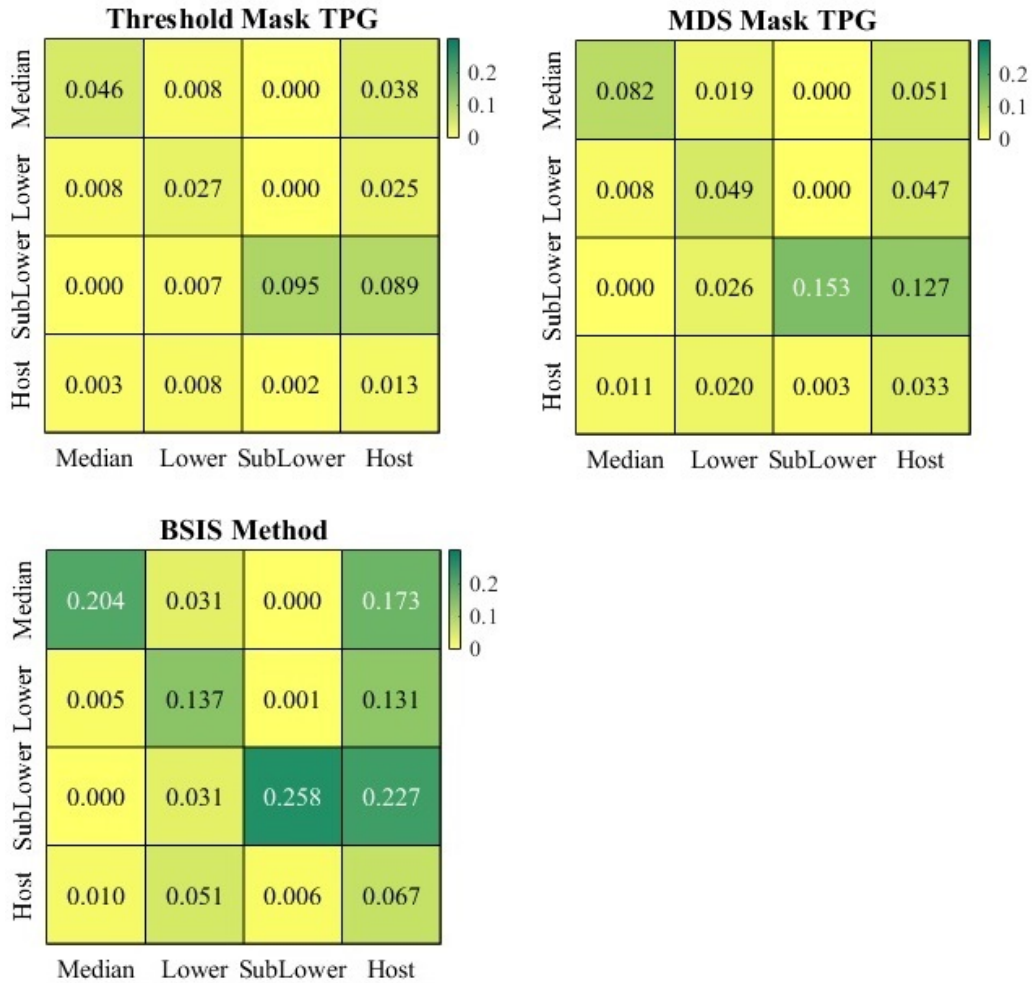 Threshold Mask TPG
Median 0.046 0.008 0.000 0.038
Lower 0.008 0.027 0.000 0.025
SubLower 0.000 0.007 0.095 0.089
Host 0.003 0.008 0.002 0.013
Median Lower SubLower Host
0.2
0.1
0
MDS Mask TPG
Median 0.082 0.019 0.000 0.051
Lower 0.008 0.049 0.000 0.047
SubLower 0.000 0.026 0.153 0.127
Host 0.011 0.020 0.003 0.033
Median Lower SubLower Host
0.2
0.1
0
BSIS Method
Median 0.204 0.031 0.000 0.173
Lower 0.005 0.137 0.001 0.131
SubLower 0.000 0.031 0.258 0.227
Host 0.010 0.051 0.006 0.067
Median Lower SubLower Host
0.2
0.1
0